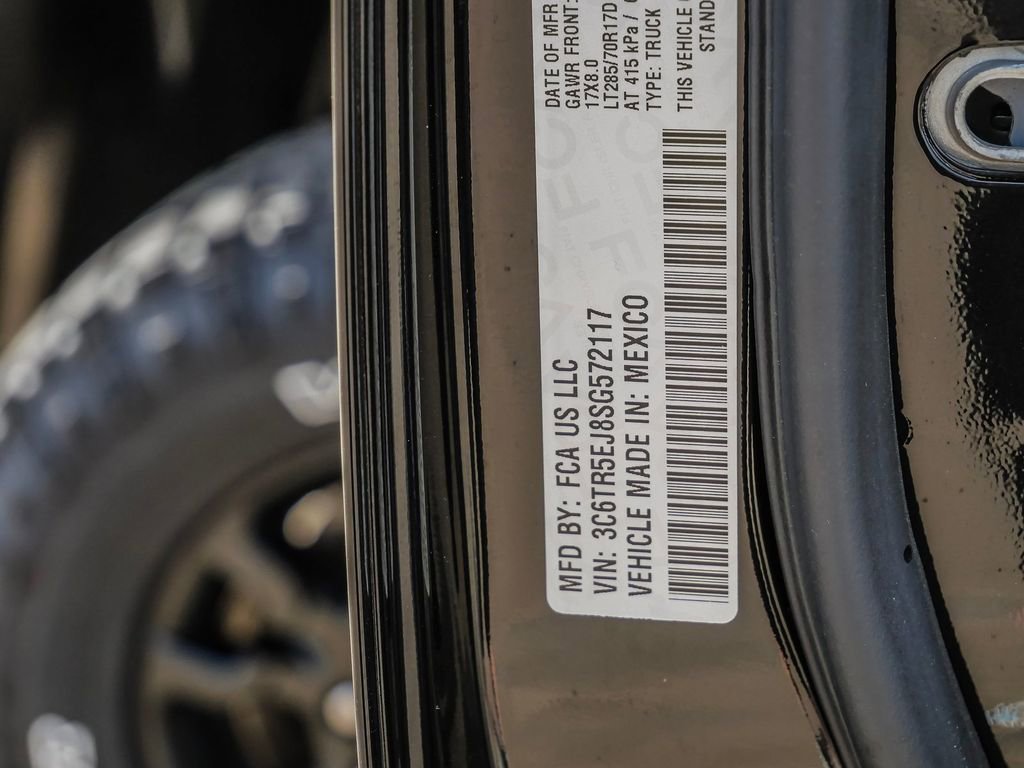 MFD BY: FCA US LLC
VIN: 3C6TR5EJ8SG572117
VEHICLE MADE IN: MEXICO
DATE OF MFR
GAWR FRONT:
17X8.0
LT285/70R17D
AT 415 kPa /
TYPE: TRUCK
THIS VEHICLE
STAND